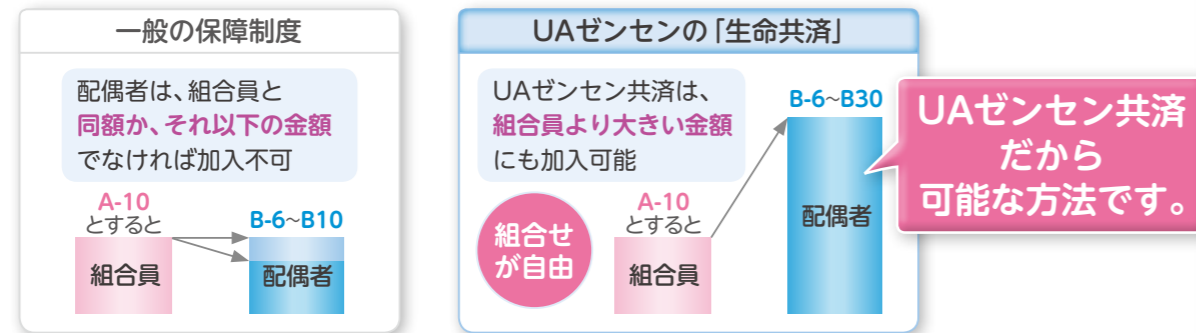 一般の保障制度
配偶者は、組合員と
同額か、それ以下の金額
でなければ加入不可
A-10
とすると
B-6~B10
組合員
配偶者
UAゼンセンの「生命共済」
UAゼンセン共済は、
組合員より大きい金額
にも加入可能
組合せ
が自由
A-10
とすると
組合員
B-6~B30
配偶者
UAゼンセン共済
だから
可能な方法です。